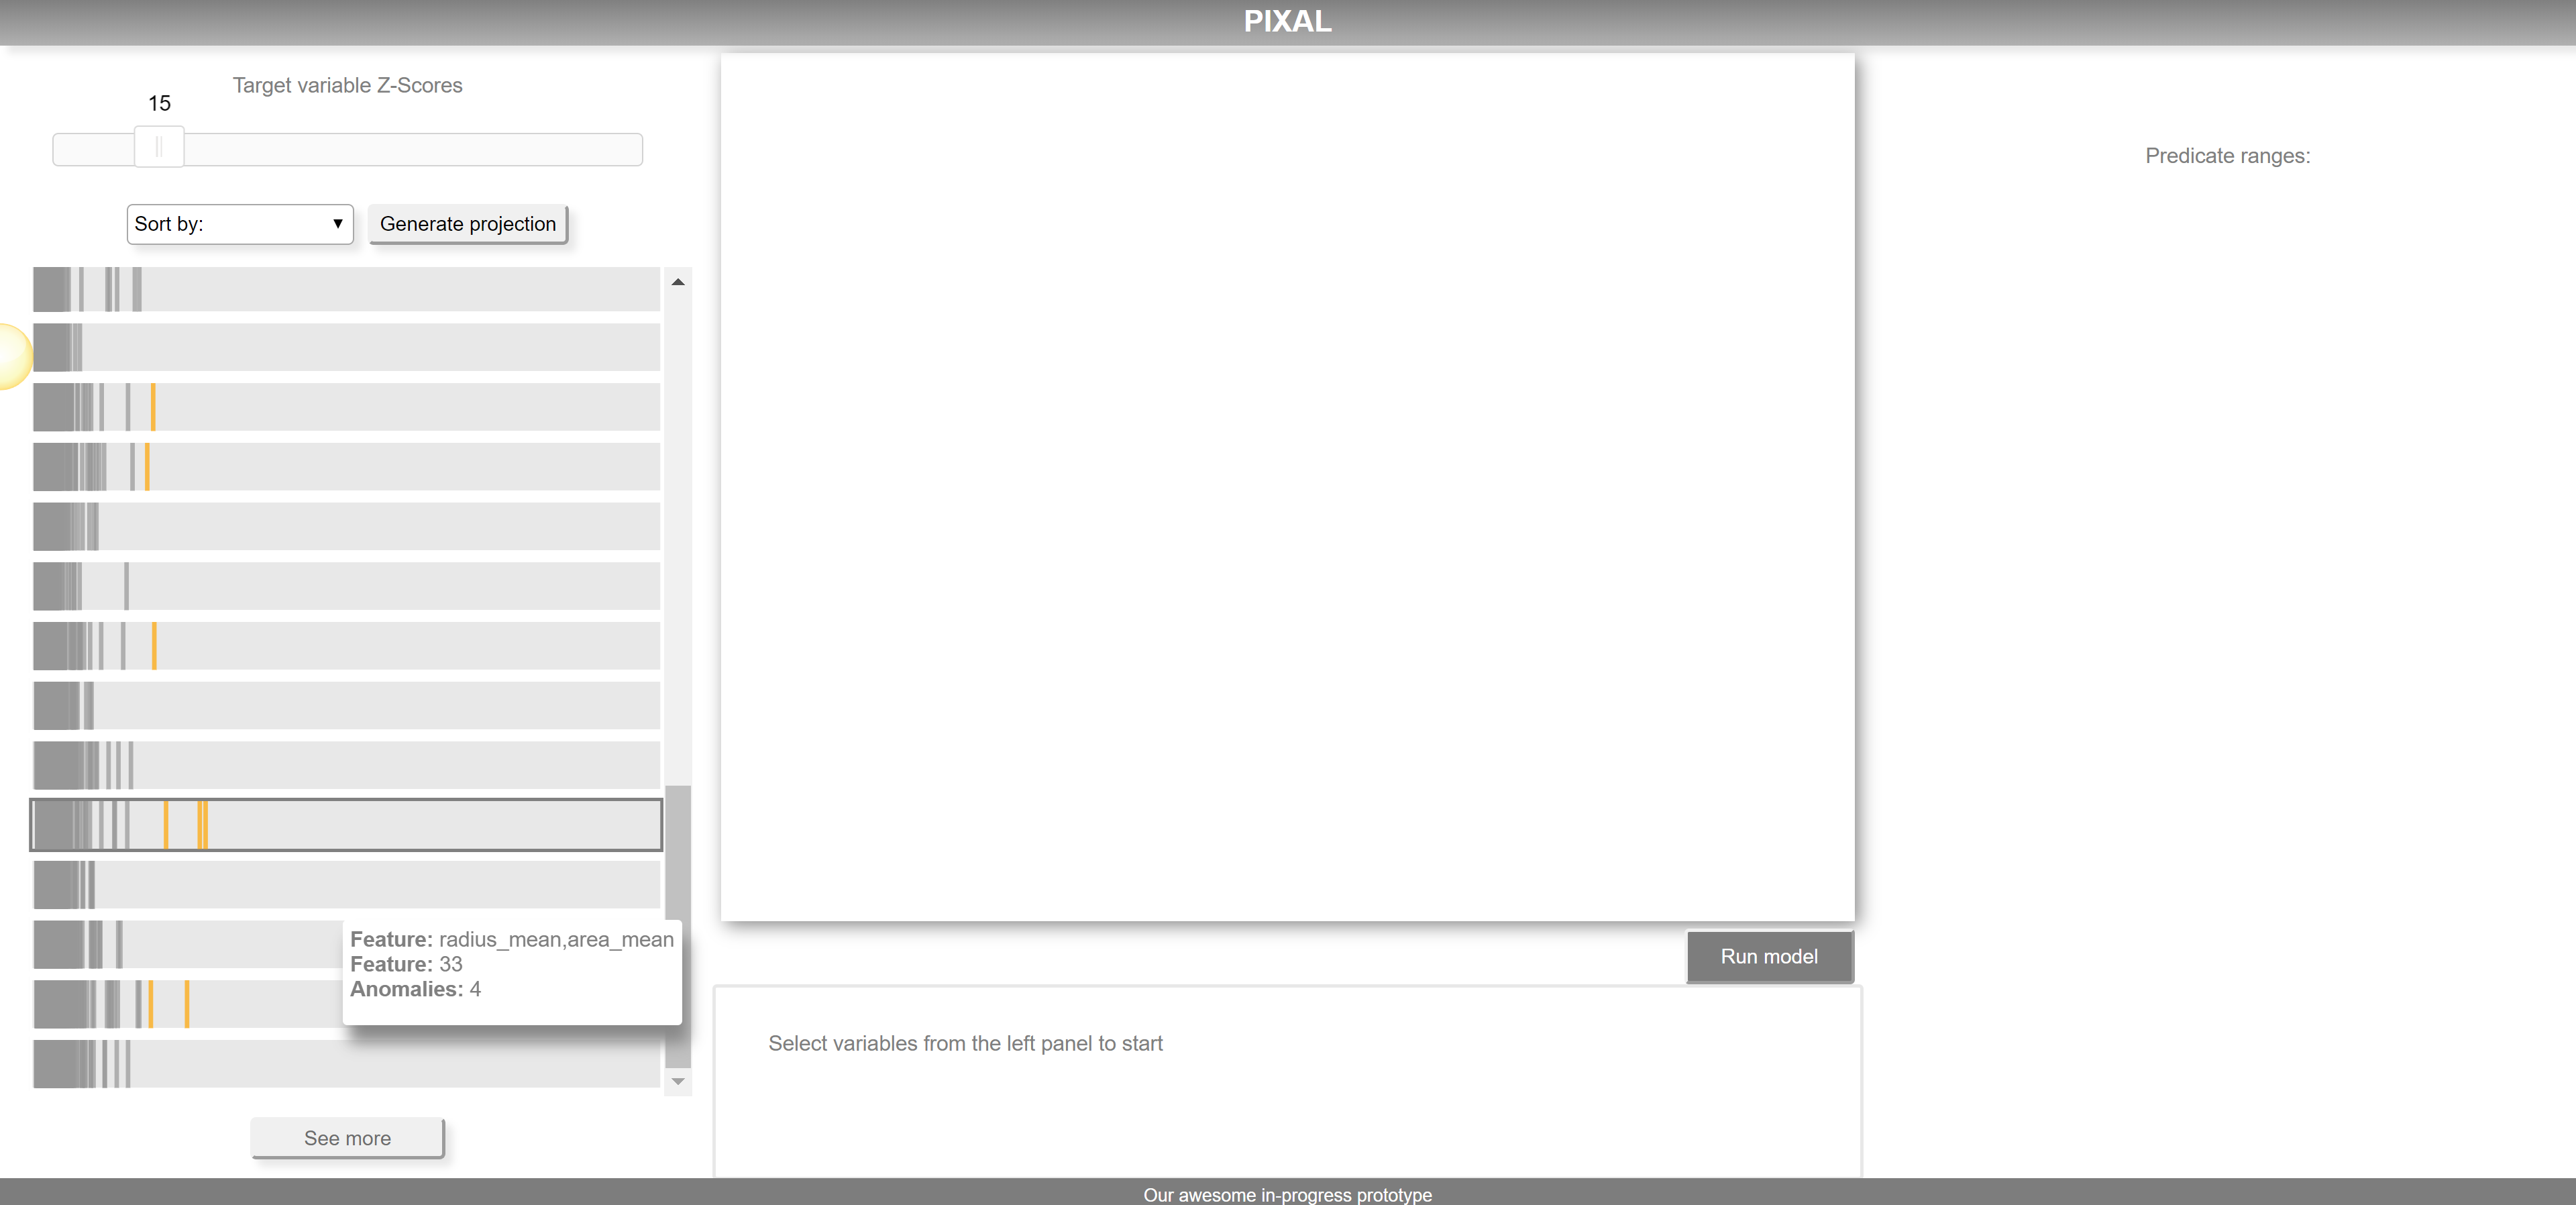 PIXAL
Target variable Z-Scores
15
Sort by:
Generate projection
Predicate ranges:
Feature: radius_mean,area_mean
Feature: 33
Anomalies: 4
Run model
Select variables from the left panel to start
See more
Our awesome in-progress prototype